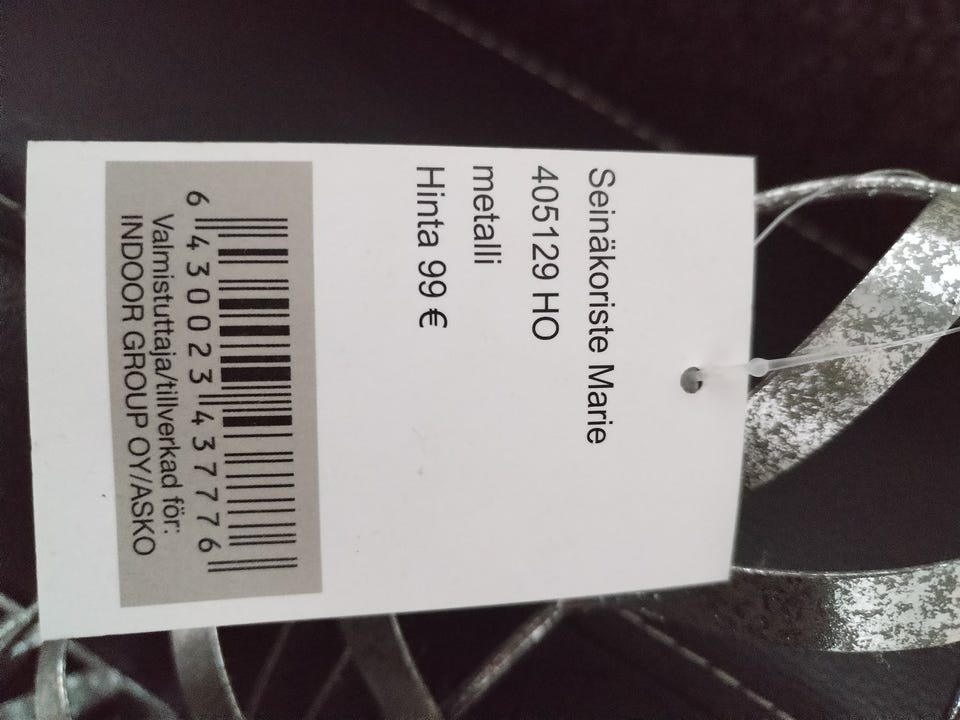 Seinäkoriste Marie
405129 HO
metalli
Hinta 99 €
6 430023 437776
Valmistuttaja/tillverkad för:
INDOOR GROUP OY/ASKO